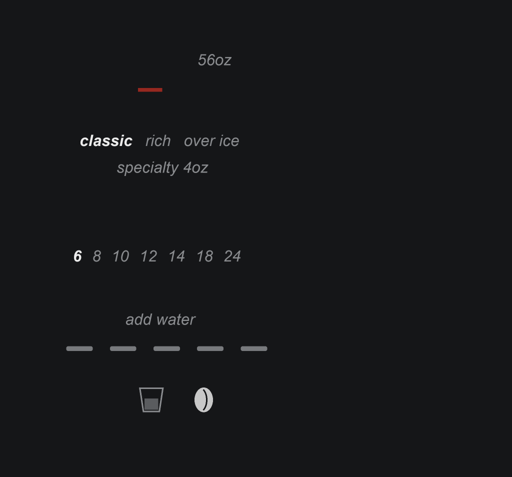 56oz
classic rich over ice
specialty 4oz
6 8 10 12 14 18 24
add water